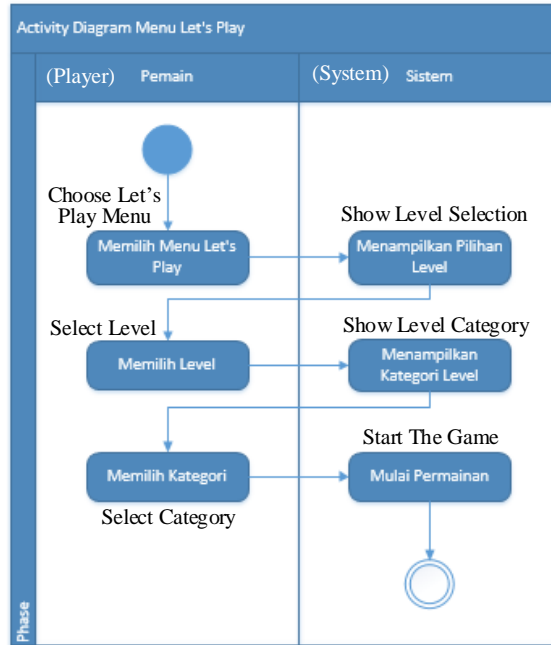 Activity Diagram Menu Let's Play
(Player) Pemain
(System) Sistem
Choose Let's
Play Menu
Memilih Menu Let's
Play
Show Level Selection
Menampilkan Pilihan
Level
Select Level
Memilih Level
Show Level Category
Menampilkan
Kategori Level
Memilih Kategori
Select Category
Start The Game
Mulai Permainan
Phase